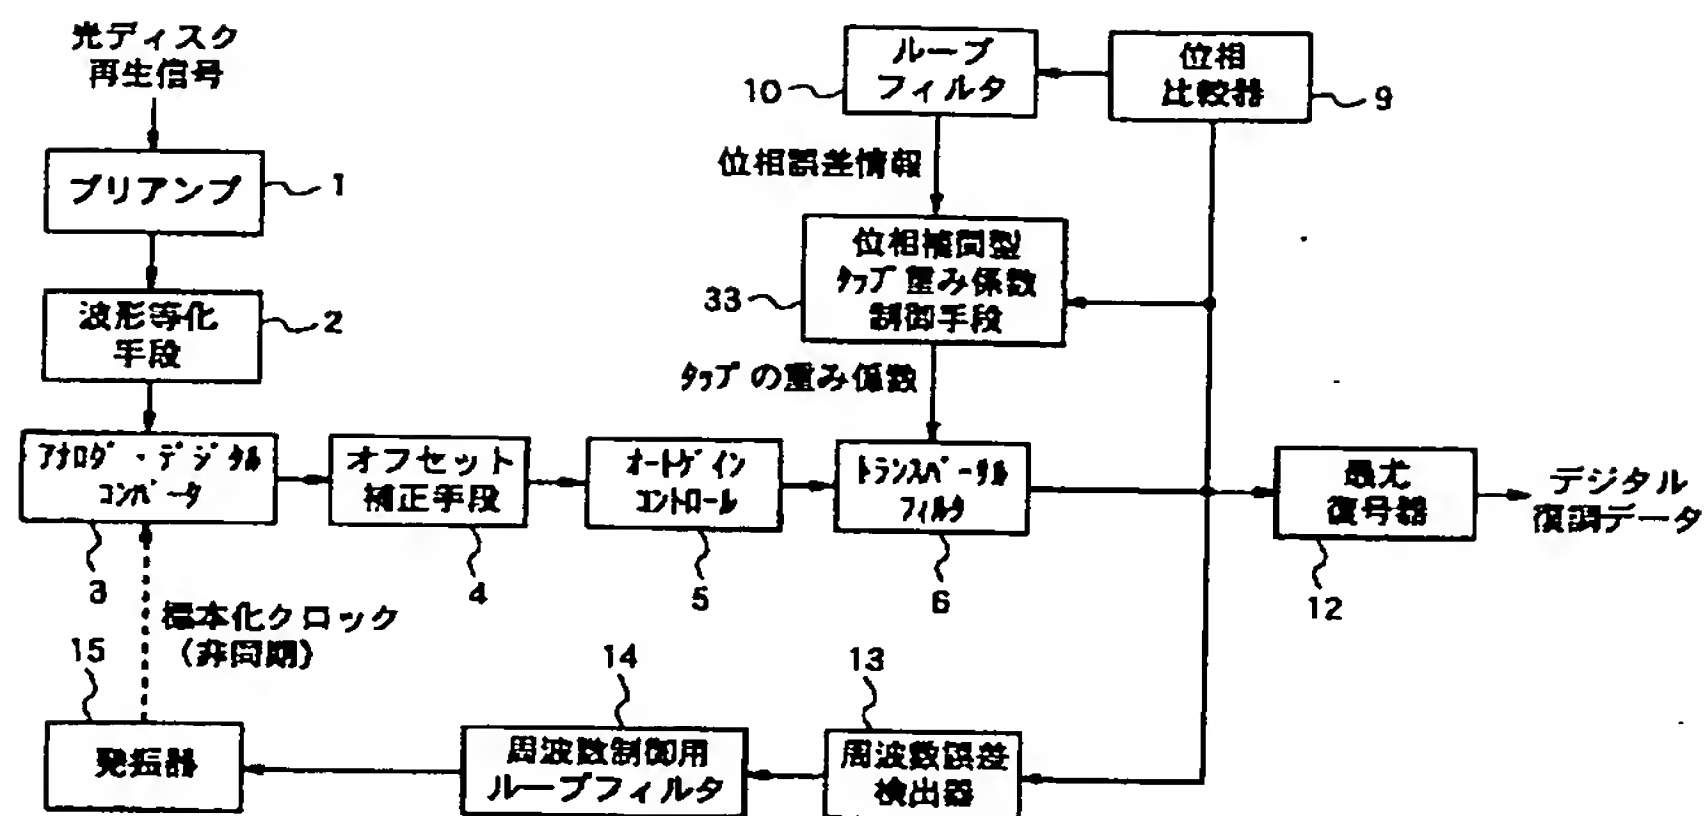 光ディスク
再生信号
プリアンプ
1
波形等化
手段
2
アナログ・デジタル
コンバータ
3
オフセット
補正手段
4
オートゲイン
コントロール
5
トランスバーサル
フィルタ
6
ループ
フィルタ
10
位相
比較器
9
位相誤差情報
位相補間型
タップ重み係数
制御手段
33
タップの重み係数
最尤
復号器
12
デジタル
復調データ
標本化クロック
(非同期)
発振器
15
周波数制御用
ループフィルタ
14
周波数誤差
検出器
13